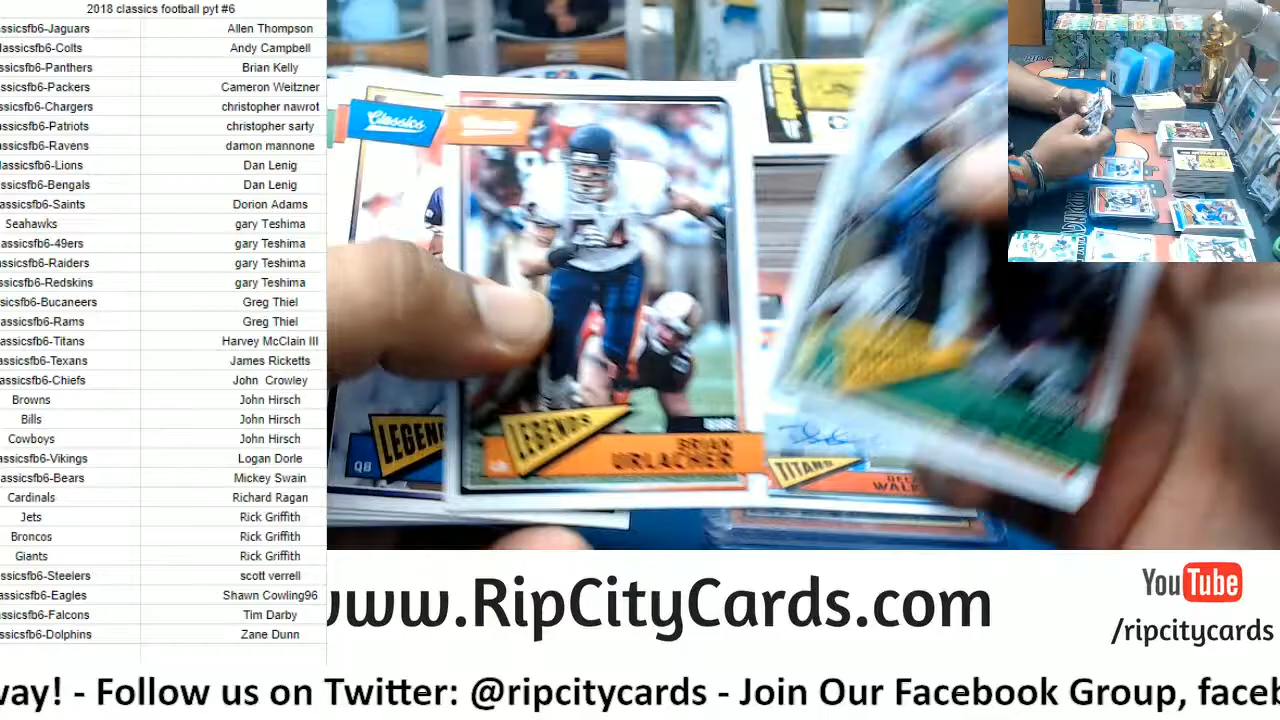 2018 classics football pyt #6
assicsfb6-Jaguars Allen Thompson
lassicsfb6-Colts Andy Campbell
assicsfb6-Panthers Brian Kelly
assicsfb6-Packers Cameron Weitzner
assicsfb6-Chargers christopher nawrot
assicsfb6-Patriots christopher sarty
assicsfb6-Ravens damon mannone
lassicsfb6-Lions Dan Lenig
assicsfb6-Bengals Dan Lenig
assicsfb6-Saints Dorion Adams
Seahawks gary Teshima
assicsfb6-49ers gary Teshima
assicsfb6-Raiders gary Teshima
assicsfb6-Redskins gary Teshima
sicsfb6-Bucaneers Greg Thiel
assicsfb6-Rams Greg Thiel
lassicsfb6-Titans Harvey McClain III
assicsfb6-Texans James Ricketts
assicsfb6-Chiefs John Crowley
Browns John Hirsch
Bills John Hirsch
Cowboys John Hirsch
assicsfb6-Vikings Logan Dorle
assicsfb6-Bears Mickey Swain
Cardinals Richard Ragan
Jets Rick Griffith
Broncos Rick Griffith
Giants Rick Griffith
ssicsfb6-Steelers scott verrell
assicsfb6-Eagles Shawn Cowling96
assicsfb6-Falcons Tim Darby
ssicsfb6-Dolphins Zane Dunn
Classics
LEGEN
QB
LEGENDS
BRIAN
URLACHER
TITANS
WALK
www.RipCityCards.com
YouTube
/ripcitycards
way! - Follow us on Twitter: @ripcitycards - Join Our Facebook Group, faceb